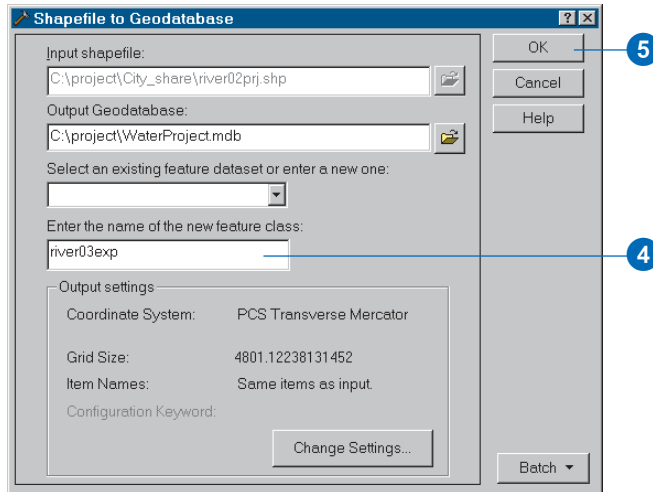 Shapefile to Geodatabase
Input shapefile:
C:\project\City_share\river02prj.shp
Output Geodatabase:
C:\project\WaterProject.mdb
Select an existing feature dataset or enter a new one:
Enter the name of the new feature class:
river03exp
Output settings
Coordinate System: PCS Transverse Mercator
Grid Size: 4801.12238131452
Item Names: Same items as input.
Configuration Keyword:
Change Settings...
OK
Cancel
Help
Batch
5
4